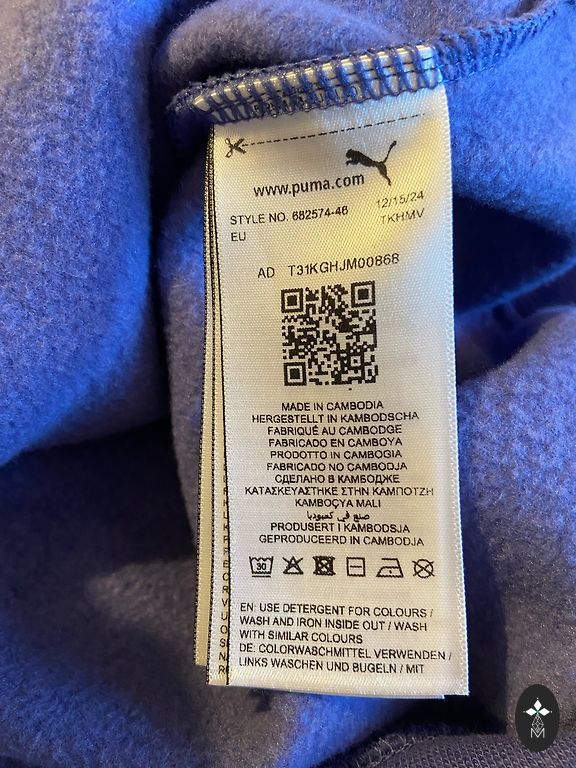 www.puma.com
STYLE NO. 682574-46 12/15/24
EU TKHMV
AD T31KGHJM00868
MADE IN CAMBODIA
HERGESTELLT IN KAMBODSCHA
FABRIQUÉ AU CAMBODGE
FABRICADO EN CAMBOYA
PRODOTTO IN CAMBOGIA
FABRICADO NO CAMBODJA
СДЕЛАНО В КАМБОДЖЕ
ΚΑΤΑΣΚΕΥΑΣΤΗΚΕ ΣΤΗΝ ΚΑΜΠΟΤΖΗ
KAMBOÇYA MALI
صنع في كمبوديا
PRODUSERT I KAMBODSJA
GEPRODUCEERD IN CAMBODJA
30
EN: USE DETERGENT FOR COLOURS /
WASH AND IRON INSIDE OUT / WASH
WITH SIMILAR COLOURS
DE: COLORWASCHMITTEL VERWENDEN /
LINKS WASCHEN UND BUGELN / MIT
M